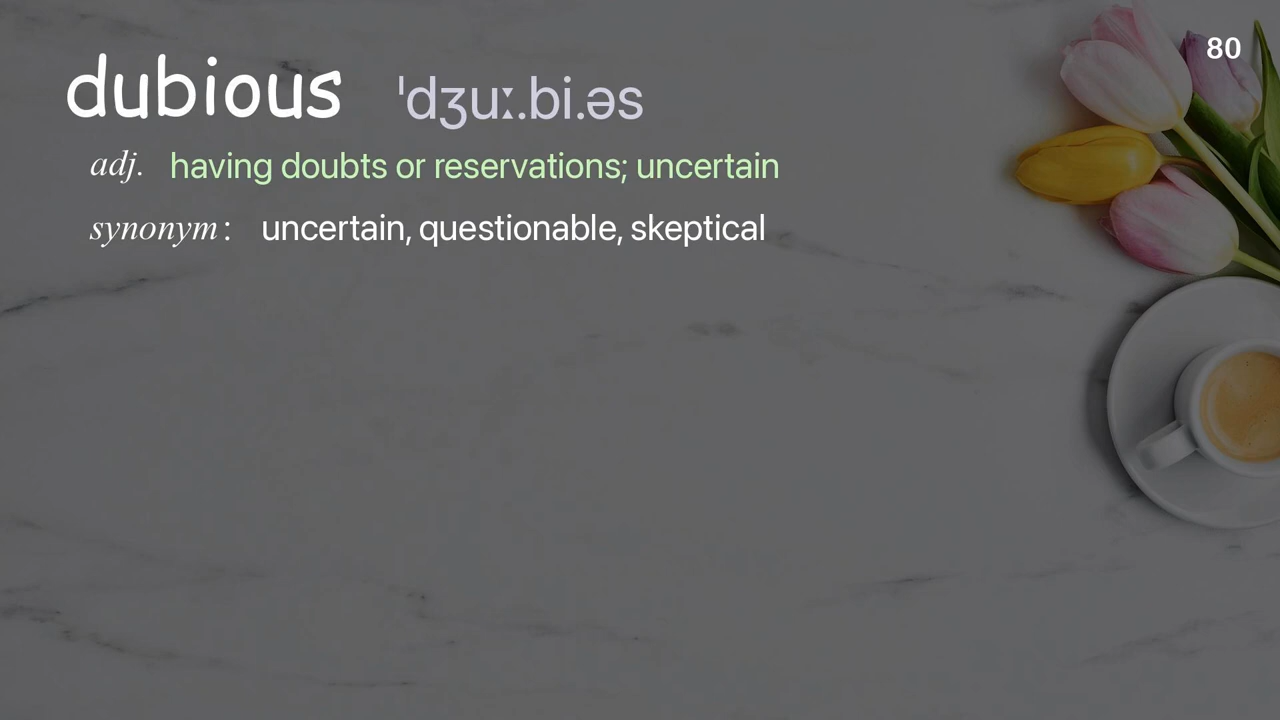 80
dubious ˈdʒuː.bi.əs
adj. having doubts or reservations; uncertain
synonym: uncertain, questionable, skeptical